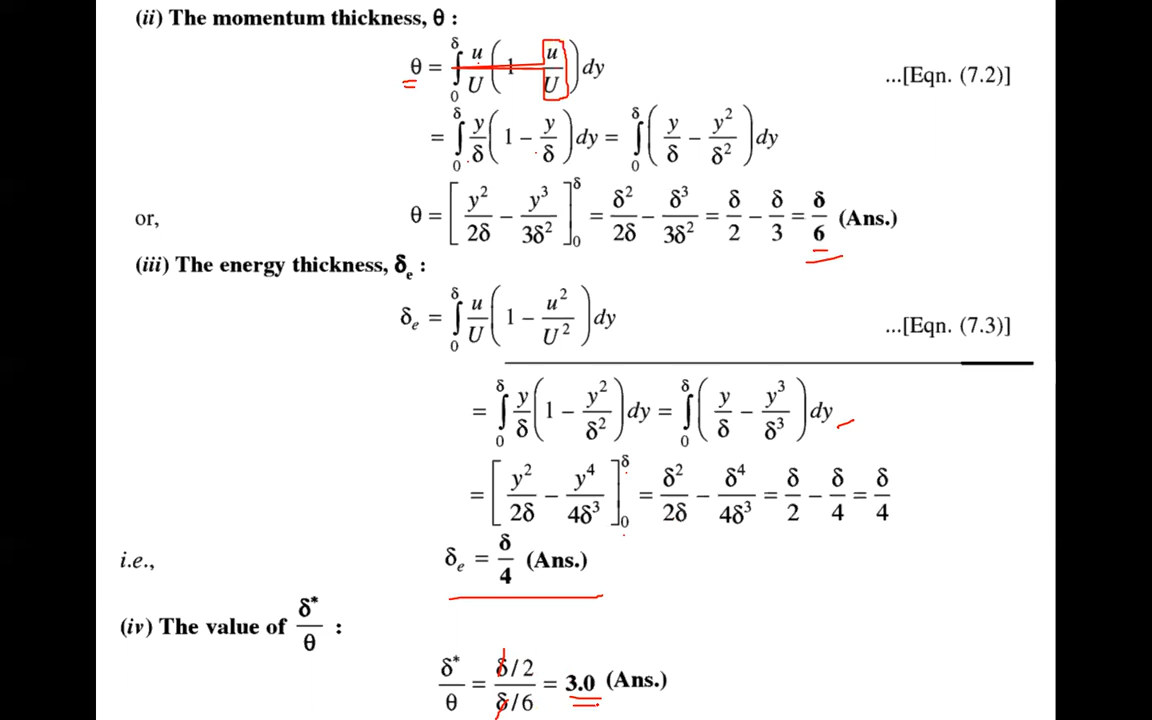 (ii) The momentum thickness, θ :
θ = ∫₀^δ u/U (1 − u/U) dy ...[Eqn. (7.2)]
= ∫₀^δ y/δ (1 − y/δ) dy = ∫₀^δ (y/δ − y²/δ²) dy
or, θ = [y²/2δ − y³/3δ²]₀^δ = δ²/2δ − δ³/3δ² = δ/2 − δ/3 = δ/6 (Ans.)
(iii) The energy thickness, δₑ :
δₑ = ∫₀^δ u/U (1 − u²/U²) dy ...[Eqn. (7.3)]
= ∫₀^δ y/δ (1 − y²/δ²) dy = ∫₀^δ (y/δ − y³/δ³) dy
= [y²/2δ − y⁴/4δ³]₀^δ = δ²/2δ − δ⁴/4δ³ = δ/2 − δ/4 = δ/4
i.e., δₑ = δ/4 (Ans.)
(iv) The value of δ*/θ :
δ*/θ = δ/2 / δ/6 = 3.0 (Ans.)